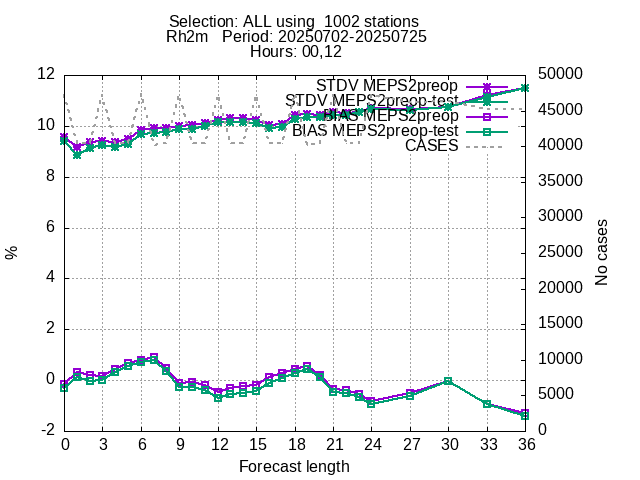 Selection: ALL using  1002 stations
Rh2m   Period: 20250702-20250725
Hours: 00,12
12
10
8
6
4
2
0
-2
%
STDV MEPS2preop
STDV MEPS2preop-test
BIAS MEPS2preop
BIAS MEPS2preop-test
CASES
50000
45000
40000
35000
30000
25000
20000
15000
10000
5000
0
No cases
0 3 6 9 12 15 18 21 24 27 30 33 36
Forecast length